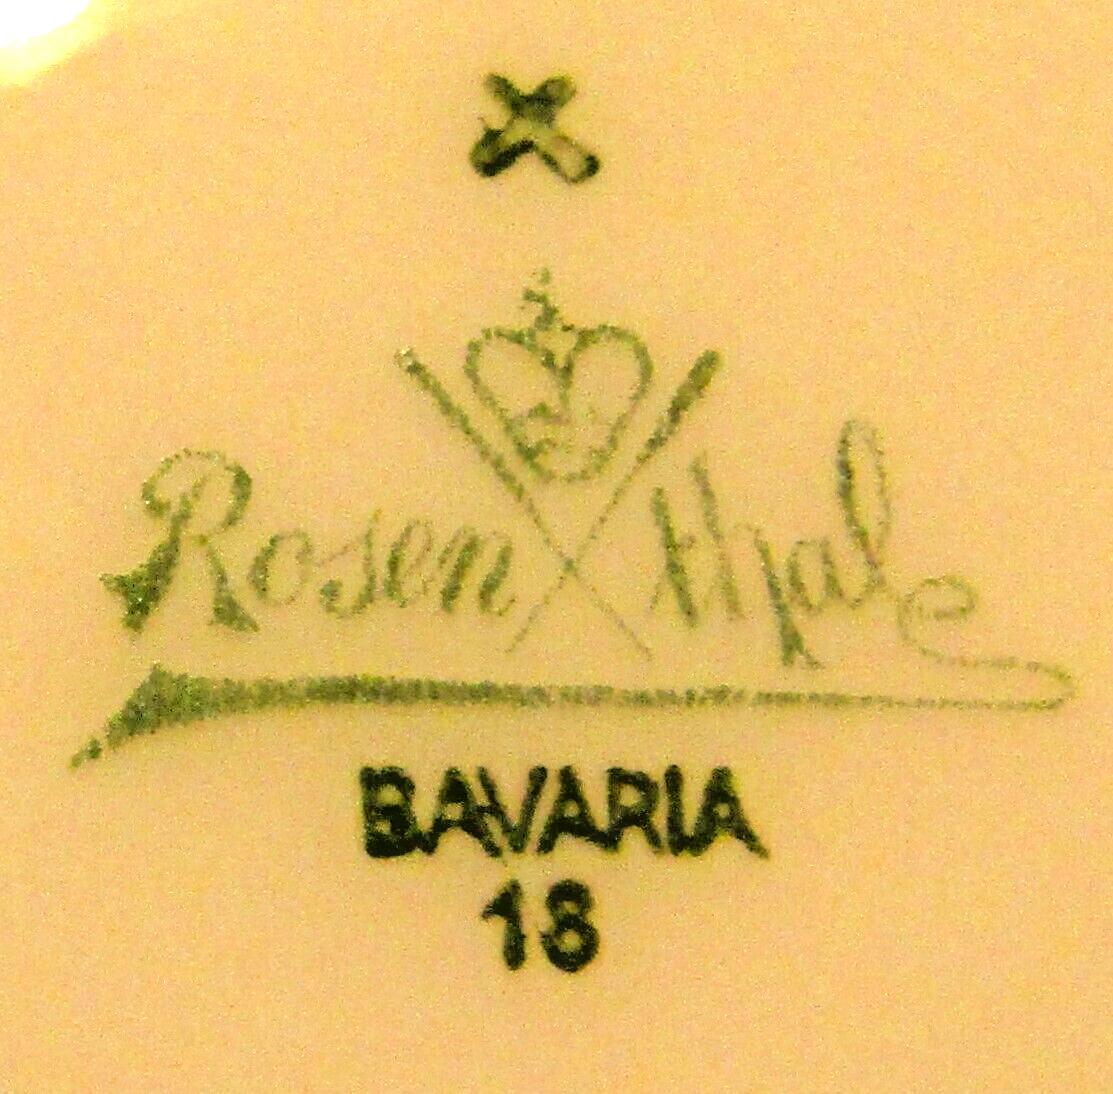 X
Rosenthal
BAVARIA
18